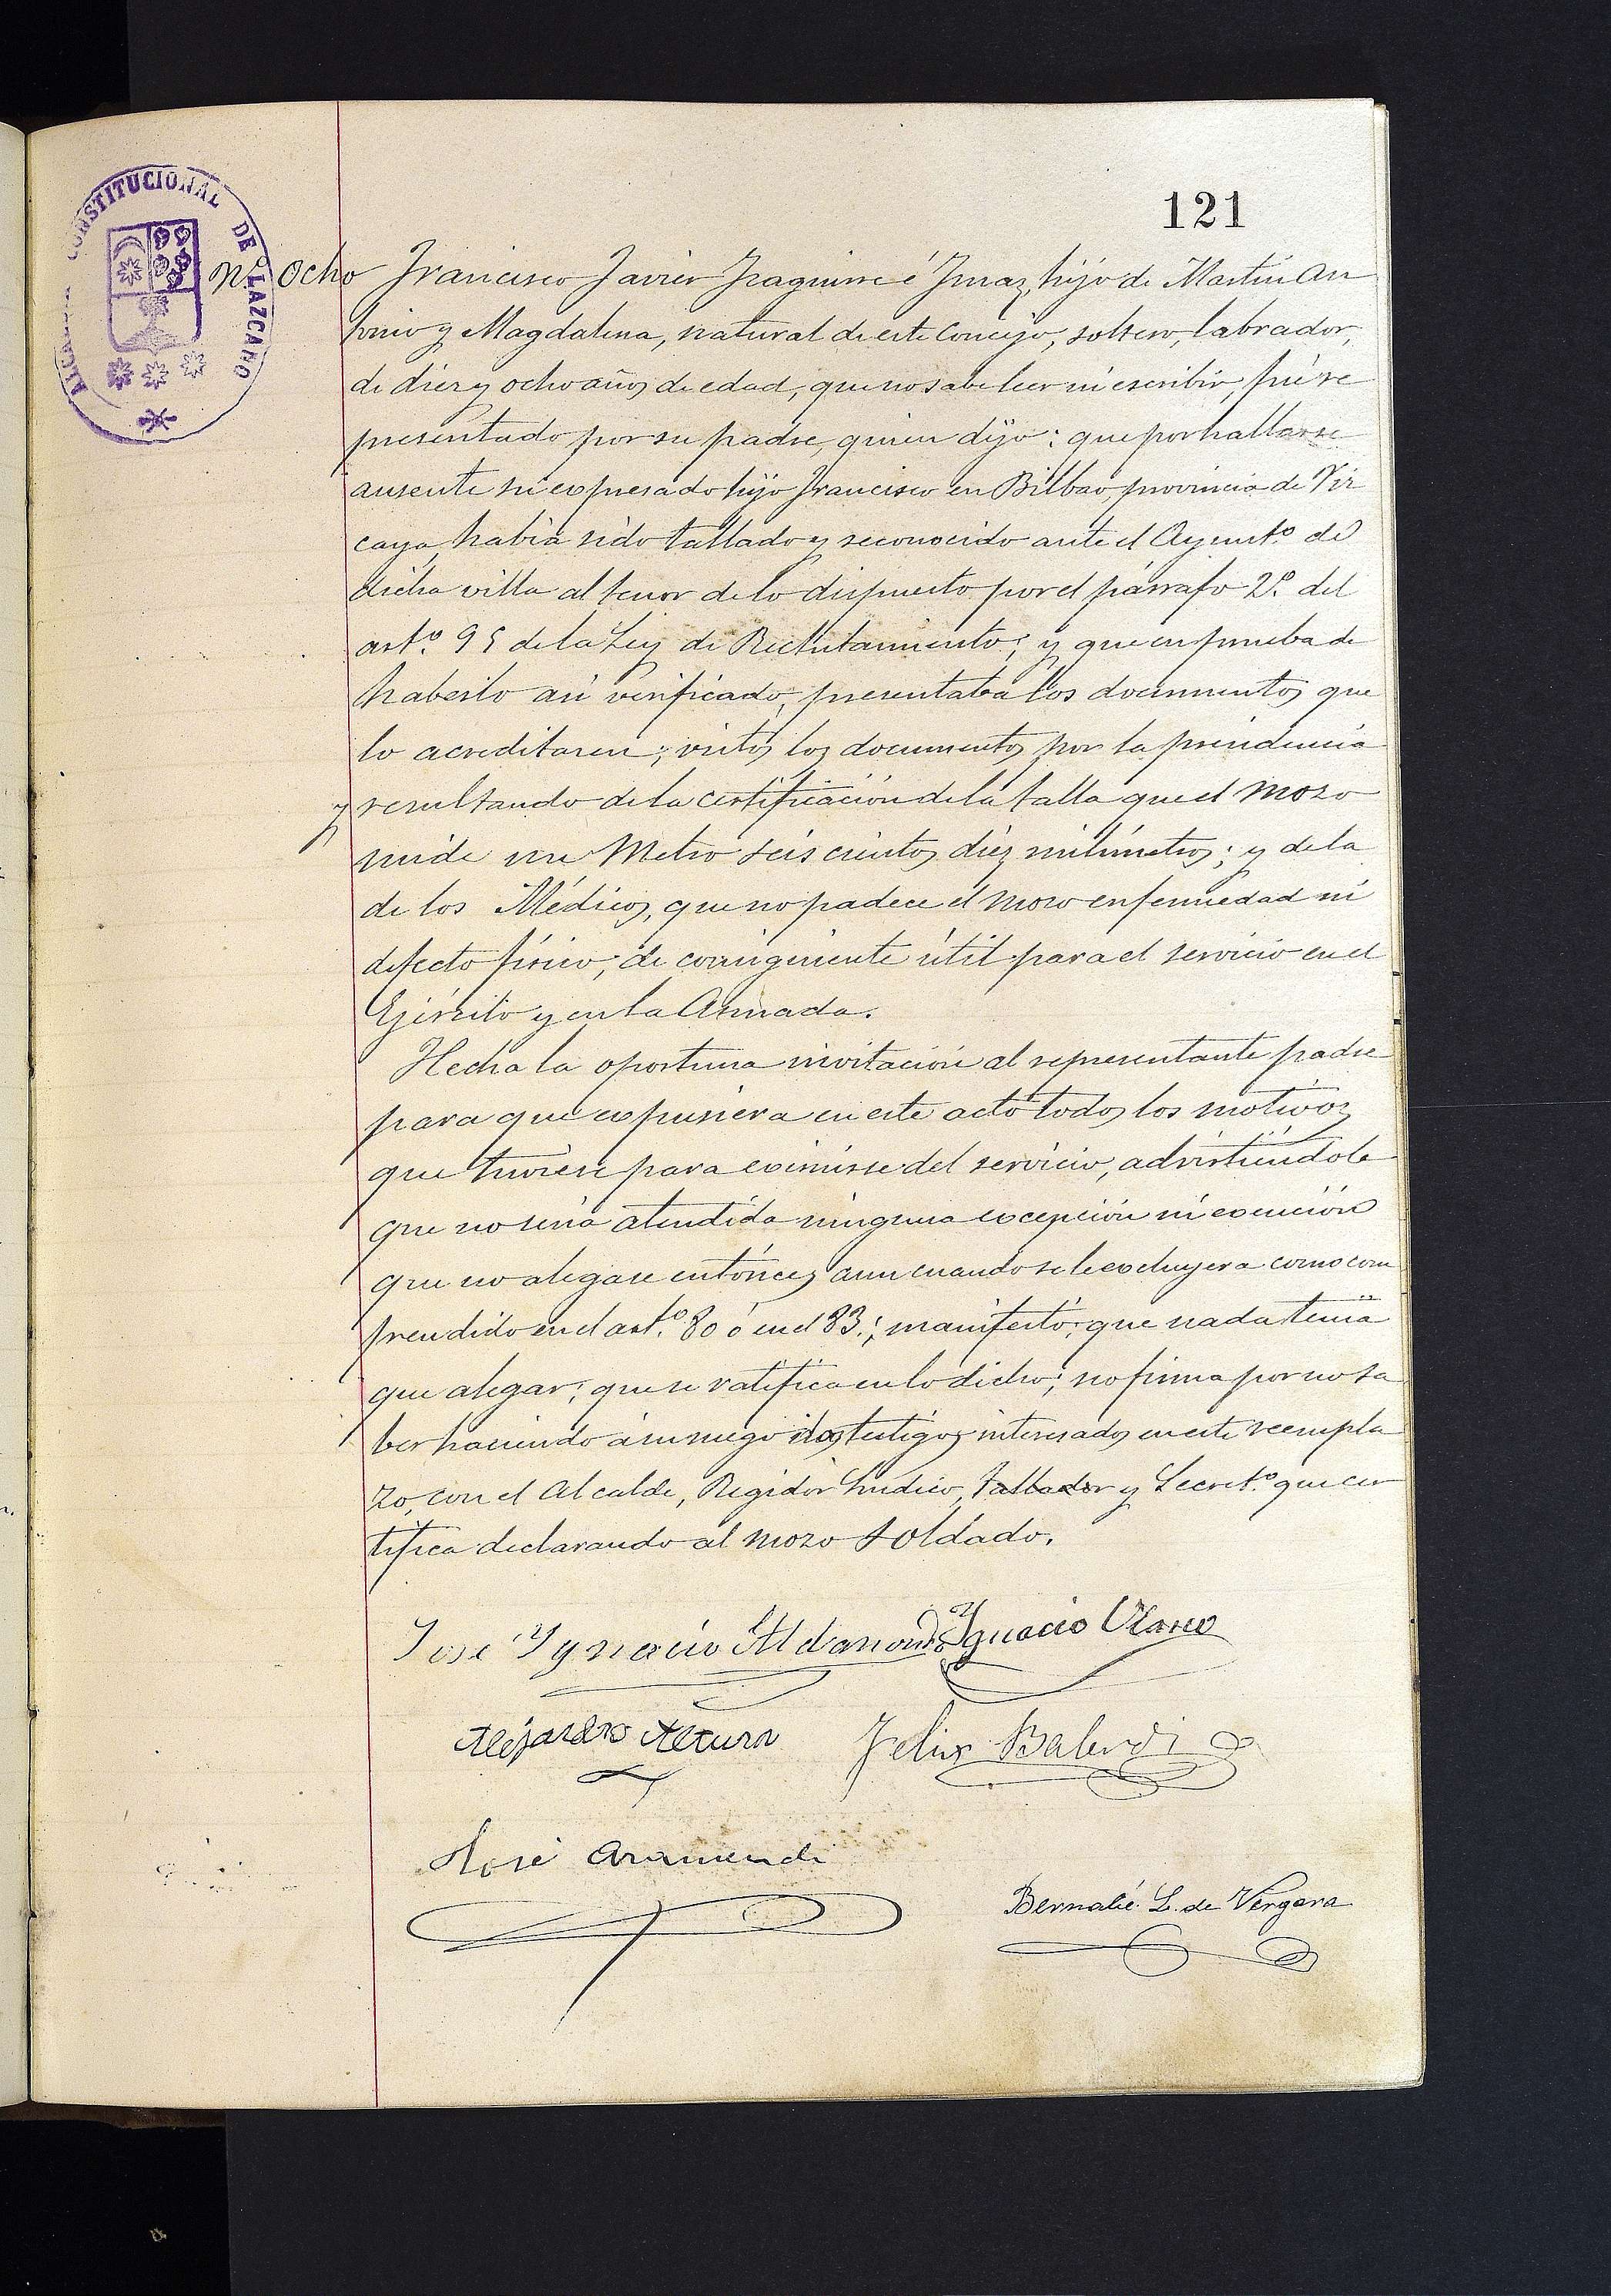 121
CONSTITUCIONAL DE LAZCANO
Nº. Ocho Francisco Javier Iraguirre é Imaz, hijo de Martin An
tonio y Magdalena, natural de este Concejo, soltero, labrador,
de diez y ocho años de edad, que no sabe leer ni escribir, fué re
presentado por su padre, quien dijo: que por hallarse
ausente su expresado hijo Francisco en Bilbao, provincia de Viz
caya, había sido tallado y reconocido ante el Ayuntº. de
dicha villa al tenor de lo dispuesto por el párrafo 2º. del
artº. 95 de la Ley de Reclutamiento; y que en prueba de
haberlo así verificado, presentaba los documentos que
lo acreditaren; vistos los documentos por la presidencia
y resultando de la certificación de la talla que el mozo
mide un Metro seiscientos diez milímetros; y de la
de los Médicos, que no padece el mozo enfermedad ni
defecto físico, de consiguiente útil para el servicio en el
Ejército y en la Armada.
Hecha la oportuna invitación al representante padre
para que expusiera en este acto todos los motivos
que tuviese para eximirse del servicio, advirtiéndole
que no sería atendida ninguna excepción ni exención
que no alegase entónces aun cuando se le excluyera como com
prendido en el artº. 80 ó en el 83.; manifestó: que nada tenía
que alegar; que se ratifica en lo dicho; no firma por no sa
ber haciendo á su ruego dos testigos interesados en este reempla
zo, con el Alcalde, Regidor Síndico, tallador y Secretº. que cer
tifica declarando al mozo soldado.
José Ygnacio Aldanondo Ygnacio Olano
Alejandro Altuna Felix Balerdi
José Aramendi
Bernabé L. de Vergara